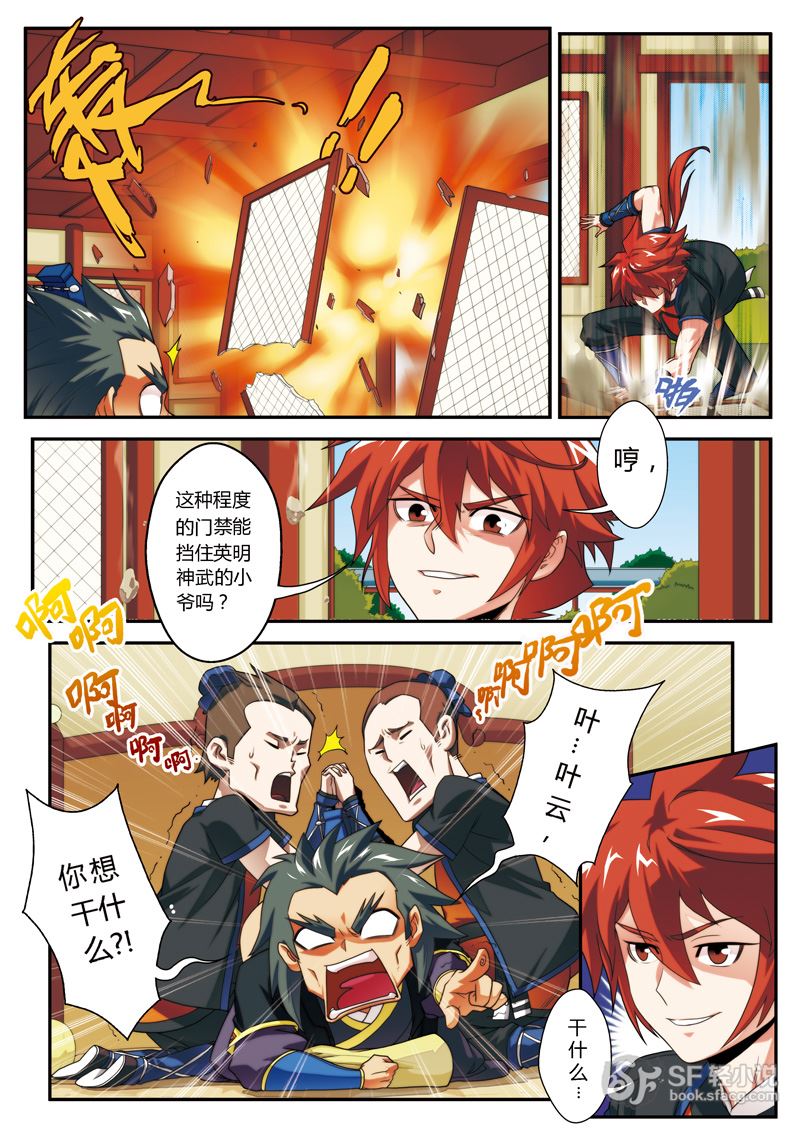 轰!!
啪
哼，
这种程度
的门禁能
挡住英明
神武的小
爷吗？
啊
啊
啊
啊
啊
啊
啊
啊
啊
啊
叶…叶云，
你想
干什
么?!
干什么…
SF轻小说
book.sfacg.com